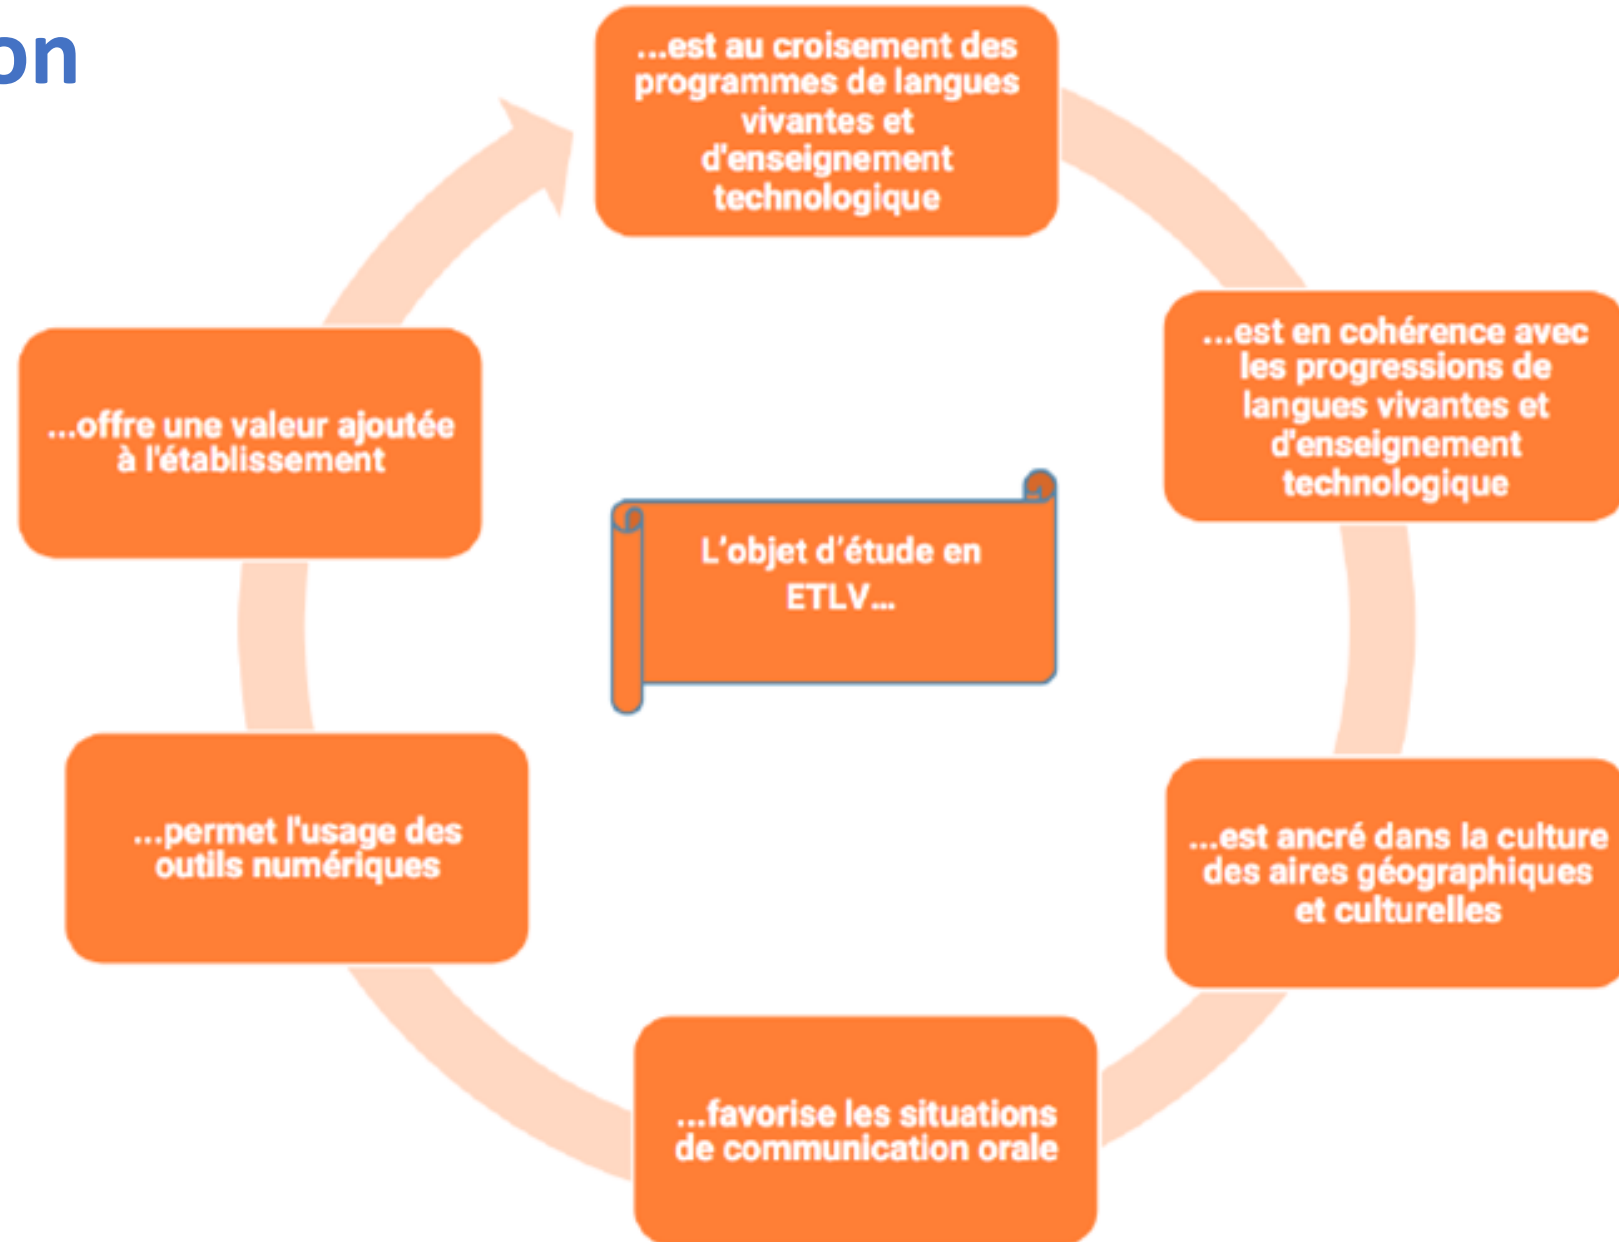 on
...est au croisement des
programmes de langues
vivantes et
d'enseignement
technologique
...est en cohérence avec
les progressions de
langues vivantes et
d'enseignement
technologique
...est ancré dans la culture
des aires géographiques
et culturelles
...favorise les situations
de communication orale
...permet l'usage des
outils numériques
...offre une valeur ajoutée
à l'établissement
L’objet d’étude en
ETLV...